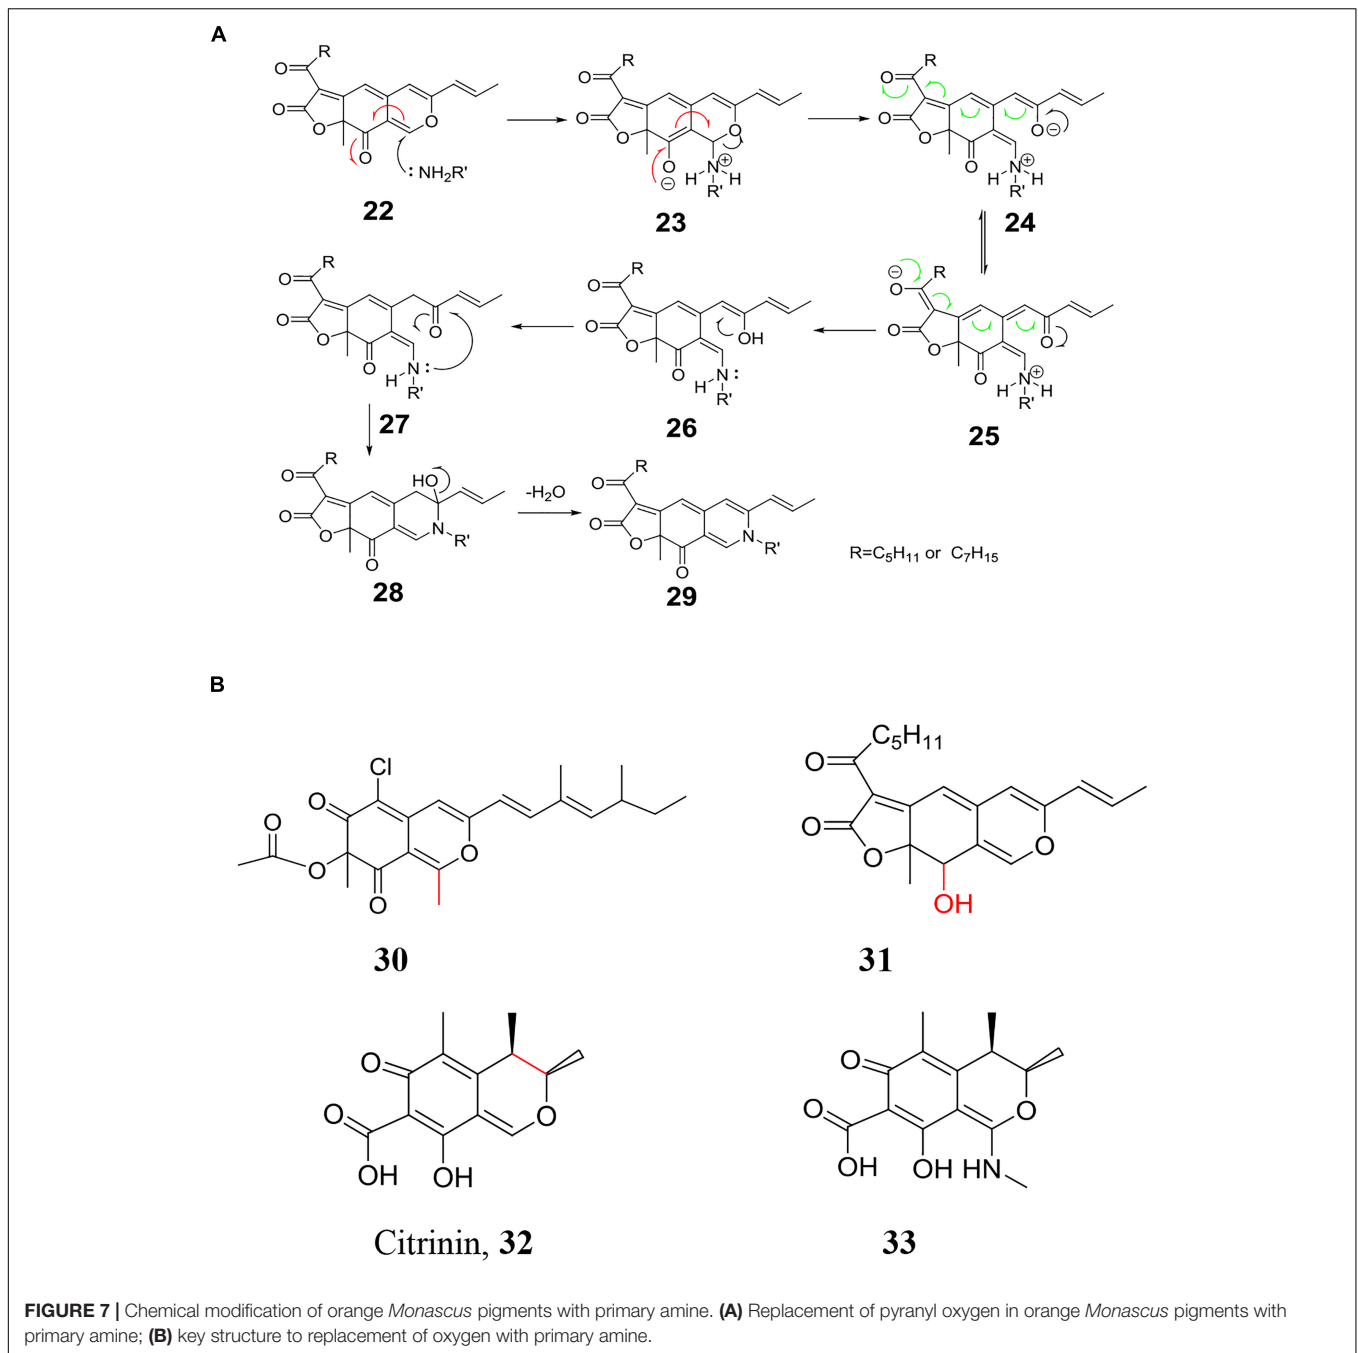 A
R
O
O
O
O
O
:NH2R'
22
R
O
O
O
O
O
⊖
H N⊕ H
R'
23
R
O
O
O
O
O⊖
H N⊕ H
R'
24
R
O
O
O
O
O
H N:
R'
27
R
O
O
O
O
OH
H N:
R'
26
⊖
O
R
O
O
O
O
H N⊕ H
R'
25
R
O
O
O
O
HO
N
R'
28
-H2O
R
O
O
O
O
N
R'
29
R=C5H11 or C7H15
B
Cl
O
O
O
O
O
O
30
C5H11
O
O
O
O
OH
31
O
O
OH
OH
O
Citrinin, 32
O
O
OH
OH
HN
O
33
FIGURE 7 | Chemical modification of orange Monascus pigments with primary amine. (A) Replacement of pyranyl oxygen in orange Monascus pigments with
primary amine; (B) key structure to replacement of oxygen with primary amine.